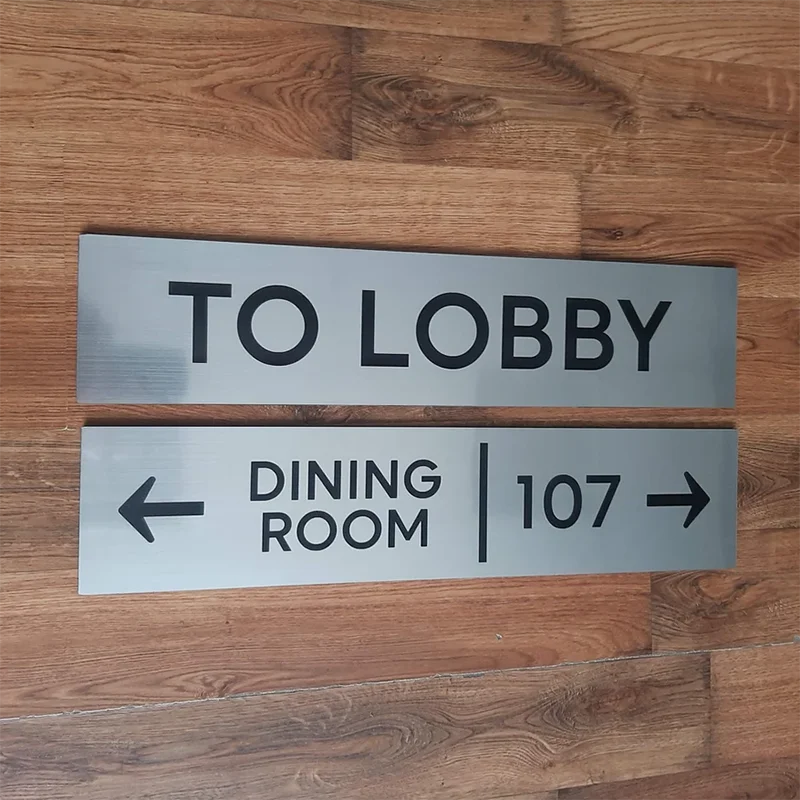 TO LOBBY
← DINING ROOM | 107 →